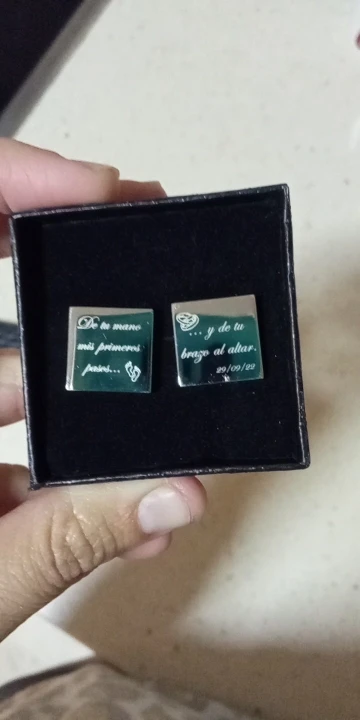 De tu mano
mis primeros
pasos...
... y de tu
brazo al altar.
29/09/22